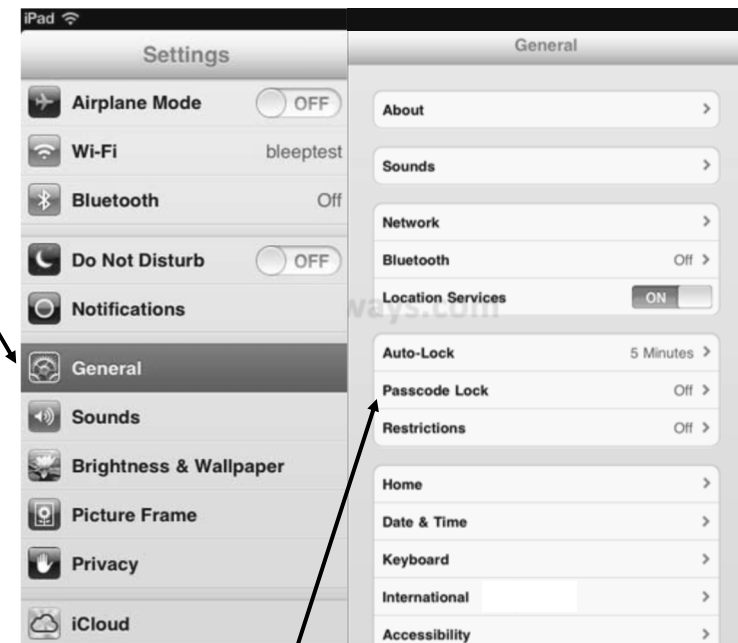 iPad
Settings
Airplane Mode OFF
Wi-Fi bleeptest
Bluetooth Off
Do Not Disturb OFF
Notifications
General
Sounds
Brightness & Wallpaper
Picture Frame
Privacy
iCloud
General
About
Sounds
Network
Bluetooth Off
Location Services ON
ways.com
Auto-Lock 5 Minutes
Passcode Lock Off
Restrictions Off
Home
Date & Time
Keyboard
International
Accessibility